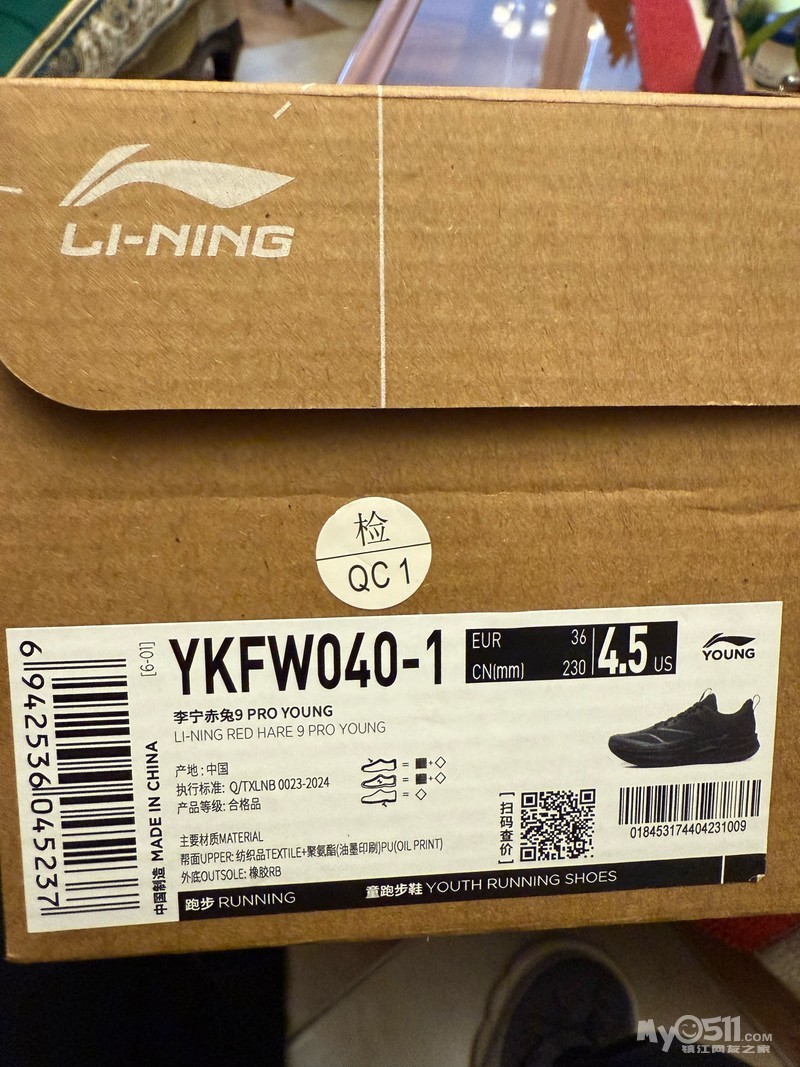 LI-NING
检
QC 1
6 942536 045237
[6-01]
中国制造 MADE IN CHINA
YKFW040-1
EUR 36
CN(mm) 230
4.5 US
YOUNG
李宁赤兔9 PRO YOUNG
LI-NING RED HARE 9 PRO YOUNG
产地: 中国
执行标准: Q/TXLNB 0023-2024
产品等级: 合格品
主要材质MATERIAL
帮面UPPER: 纺织品TEXTILE+聚氨酯(油墨印刷)PU(OIL PRINT)
外底OUTSOLE: 橡胶RB
[扫码查价]
018453174404231009
跑步 RUNNING
童跑步鞋 YOUTH RUNNING SHOES
My0511.COM
镇江网友之家